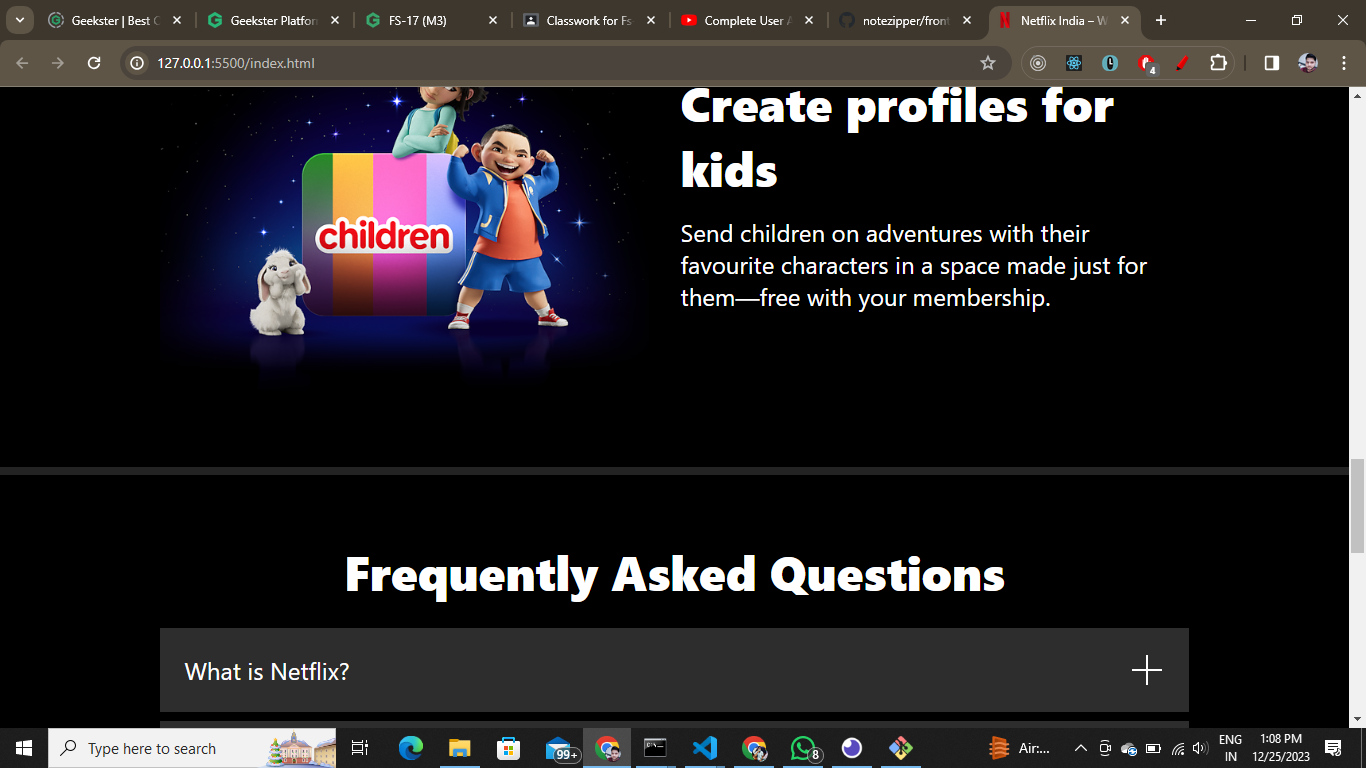 Geekster | Best C
Geekster Platfor
FS-17 (M3)
Classwork for Fs
Complete User A
notezipper/front
Netflix India – W
127.0.0.1:5500/index.html
4
Create profiles for
kids
children
Send children on adventures with their
favourite characters in a space made just for
them—free with your membership.
Frequently Asked Questions
What is Netflix?
Type here to search
99+
8
Air:...
ENG
IN
1:08 PM
12/25/2023